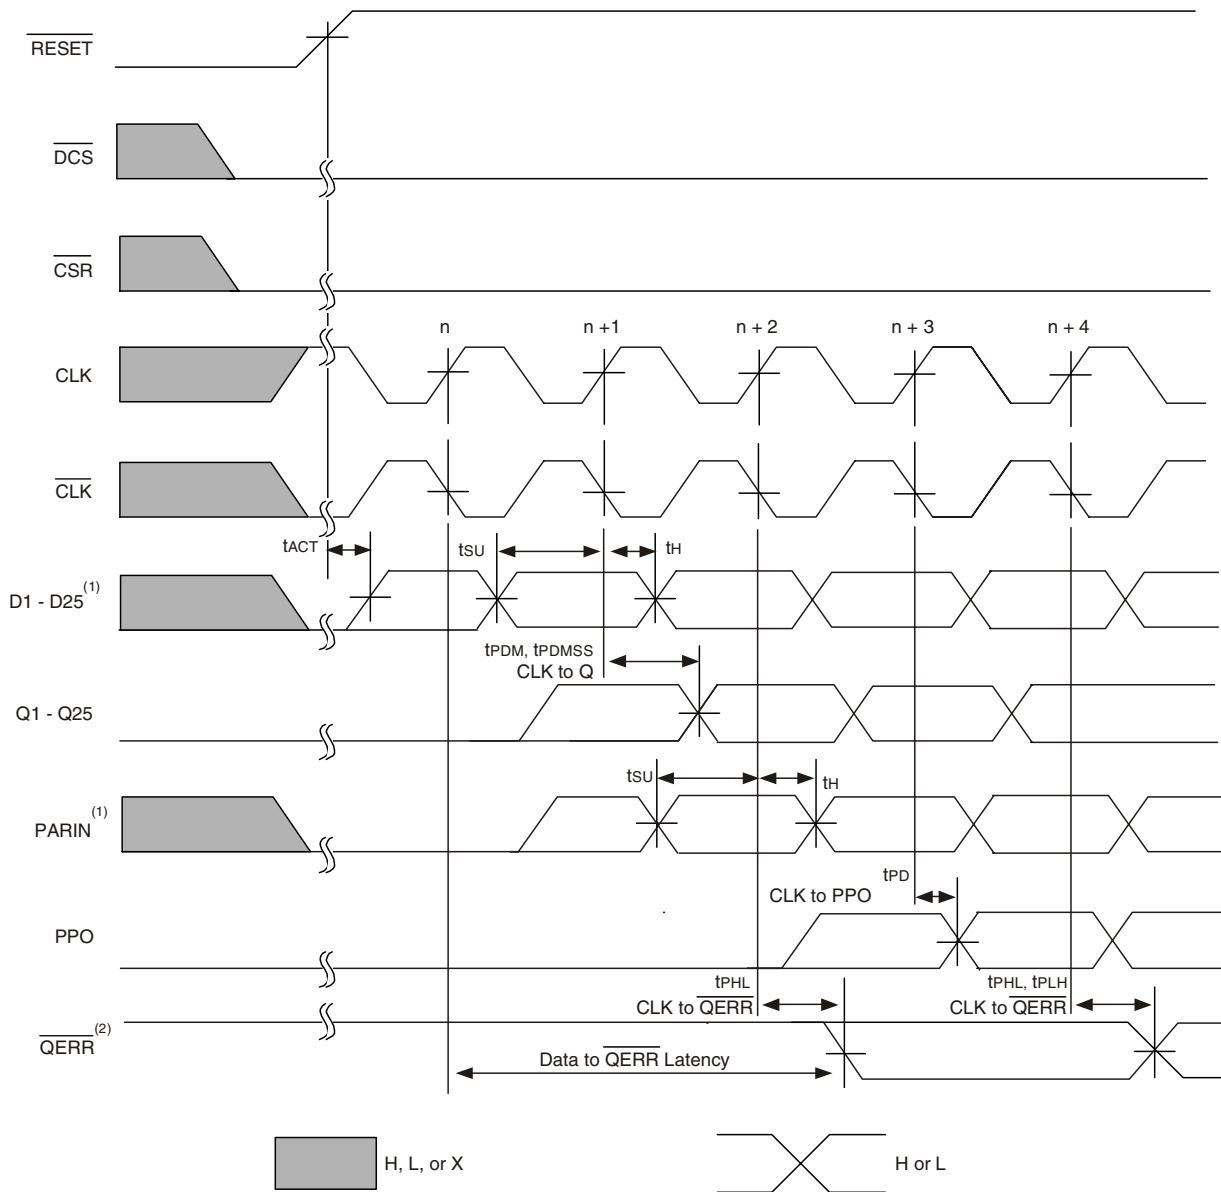 RESET
DCS
CSR
n n + 1 n + 2 n + 3 n + 4
CLK
CLK
tACT tSU tH
D1 - D25(1)
tPDM, tPDMSS
CLK to Q
Q1 - Q25
tSU tH
PARIN(1)
tPD
CLK to PPO
PPO
tPHL tPHL, tPLH
CLK to QERR CLK to QERR
QERR(2)
Data to QERR Latency
H, L, or X H or L